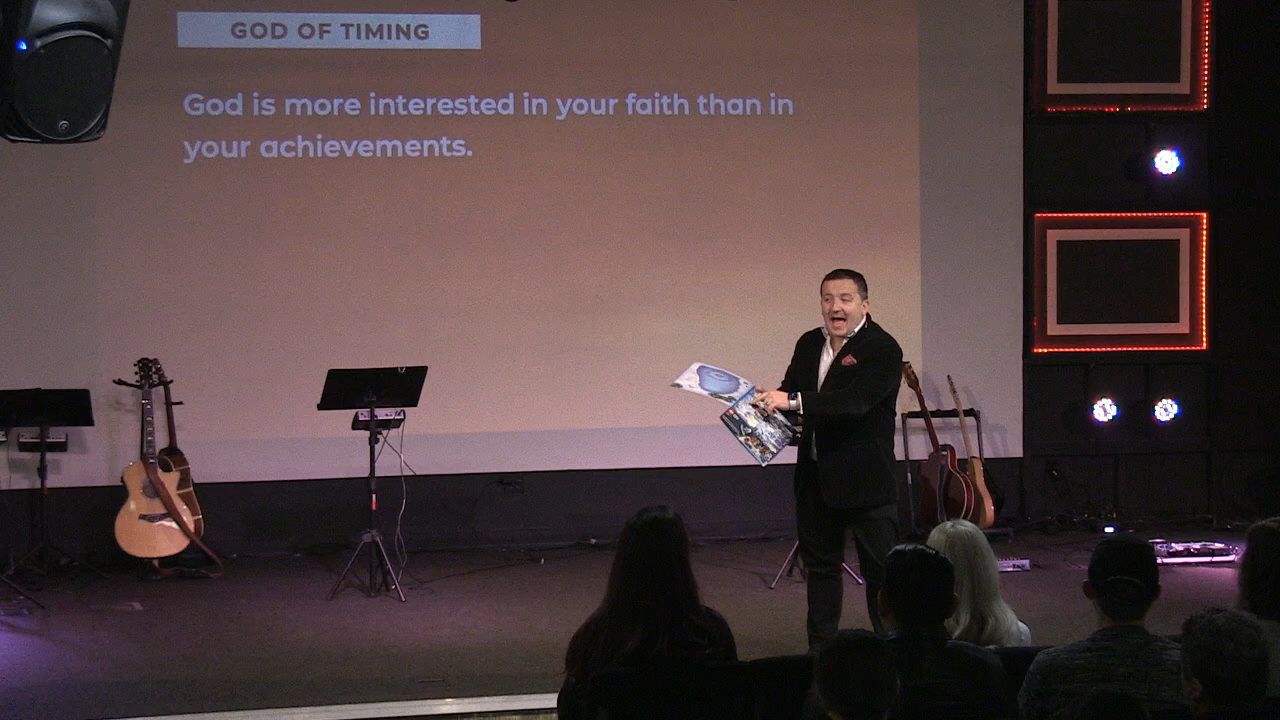 GOD OF TIMING
God is more interested in your faith than in
your achievements.